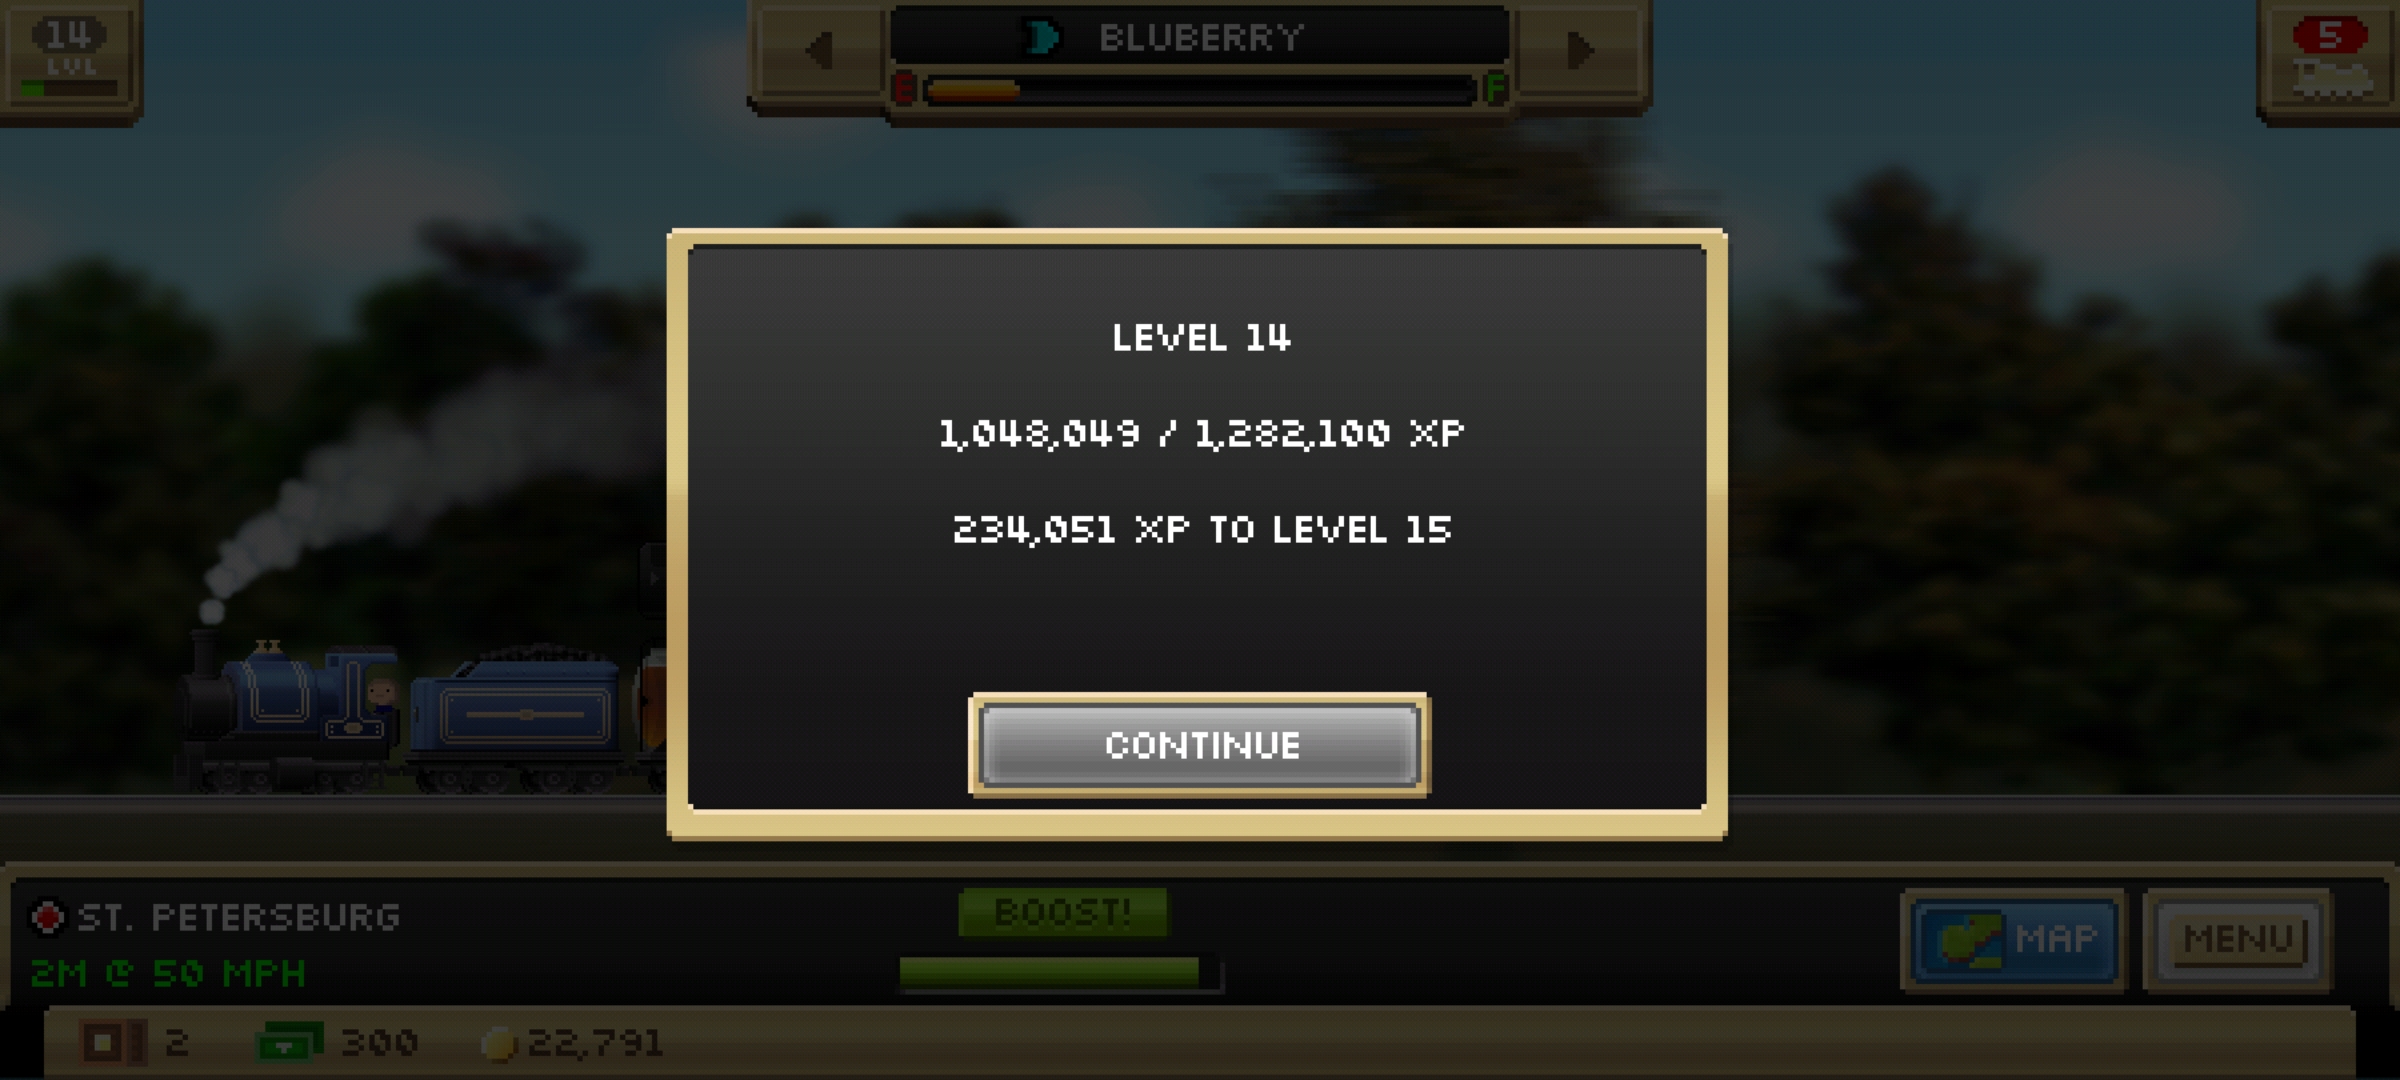 14
LVL
BLUBERRY
E F
5
LEVEL 14
1,048,049 / 1,282,100 XP
234,051 XP TO LEVEL 15
CONTINUE
ST. PETERSBURG
2M @ 50 MPH
BOOST!
MAP
MENU
2 300 22,791